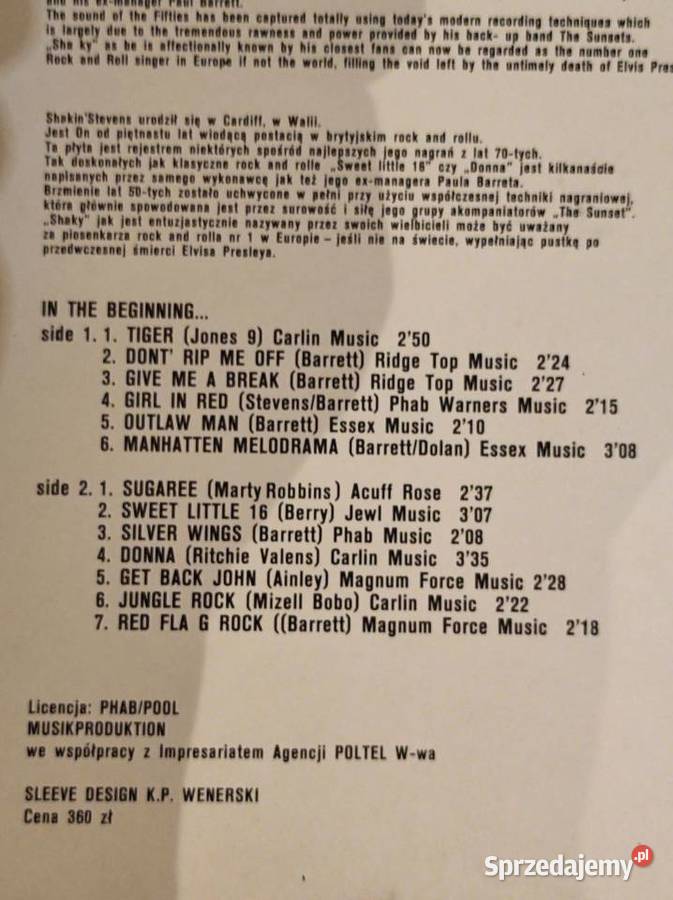 and his ex-manager Paul Barrett.
The sound of the Fifties has been captured totally using today's modern recording techniques which
is largely due to the tremendous rawness and power provided by his back- up band The Sunsets.
„Sha ky" as he is affectionally known by his closest fans can now be regarded as the number one
Rock and Roll singer in Europe if not the world, filling the void left by the untimely death of Elvis Pres
Shakin'Stevens urodził się w Cardiff, w Walii.
Jest On od piętnastu lat wiodącą postacią w brytyjskim rock and rollu.
Ta płyta jest rejestrem niektórych spośród najlepszych jego nagrań z lat 70-tych.
Tak doskonałych jak klasyczne rock and rolle „Sweet little 16" czy „Donna" jest kilkanaście
napisanych przez samego wykonawcę jak też jego ex-managera Paula Barreta.
Brzmienie lat 50-tych zostało uchwycone w pełni przy użyciu współczesnej techniki nagraniowej,
która głównie spowodowana jest przez surowość i siłę jego grupy akompaniatorów „The Sunset".
„Shaky" jak jest entuzjastycznie nazywany przez swoich wielbicieli może być uważany
za piosenkarza rock and rolla nr 1 w Europie – jeśli nie na świecie, wypełniając pustkę po
przedwczesnej śmierci Elvisa Presleya.
IN THE BEGINNING...
side 1. 1. TIGER (Jones 9) Carlin Music 2'50
2. DONT' RIP ME OFF (Barrett) Ridge Top Music 2'24
3. GIVE ME A BREAK (Barrett) Ridge Top Music 2'27
4. GIRL IN RED (Stevens/Barrett) Phab Warners Music 2'15
5. OUTLAW MAN (Barrett) Essex Music 2'10
6. MANHATTEN MELODRAMA (Barrett/Dolan) Essex Music 3'08
side 2. 1. SUGAREE (Marty Robbins) Acuff Rose 2'37
2. SWEET LITTLE 16 (Berry) Jewl Music 3'07
3. SILVER WINGS (Barrett) Phab Music 2'08
4. DONNA (Ritchie Valens) Carlin Music 3'35
5. GET BACK JOHN (Ainley) Magnum Force Music 2'28
6. JUNGLE ROCK (Mizell Bobo) Carlin Music 2'22
7. RED FLA G ROCK ((Barrett) Magnum Force Music 2'18
Licencja: PHAB/POOL
MUSIKPRODUKTION
we współpracy z Impresariatem Agencji POLTEL W-wa
SLEEVE DESIGN K.P. WENERSKI
Cena 360 zł
Sprzedajemy.pl